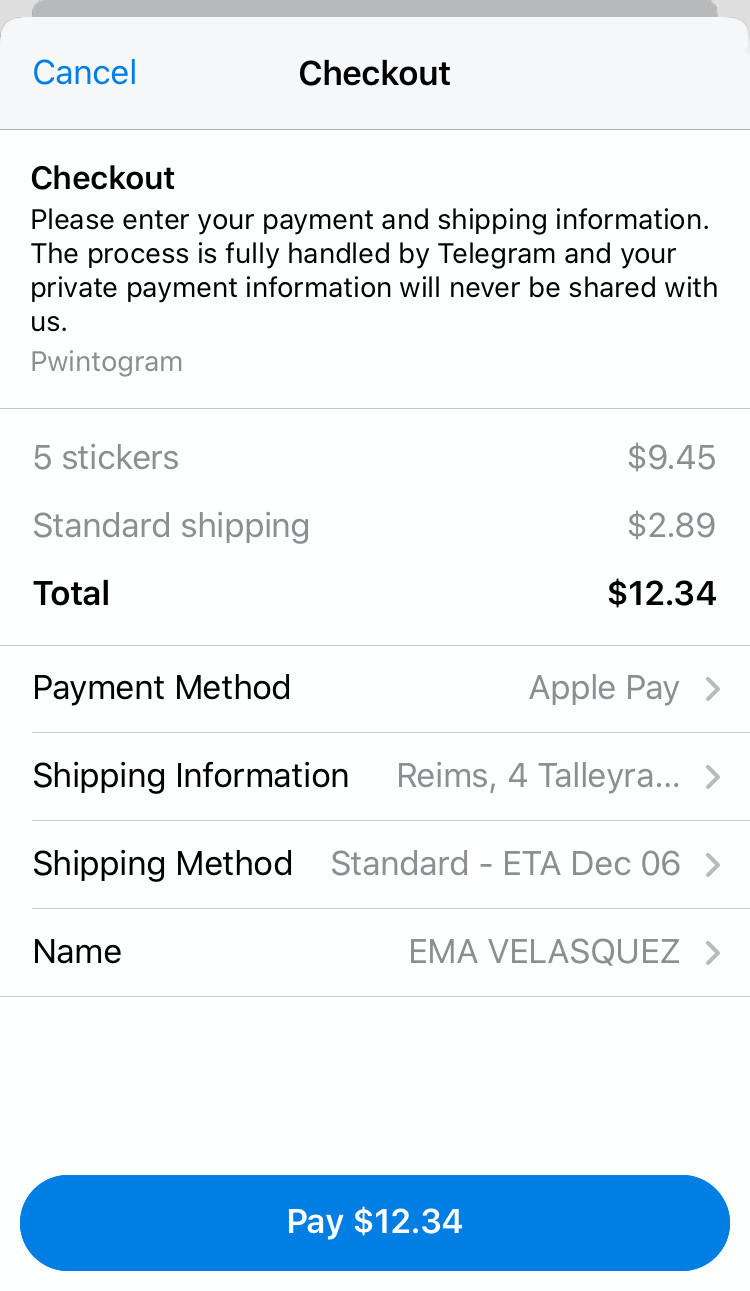 Cancel
Checkout
Checkout
Please enter your payment and shipping information.
The process is fully handled by Telegram and your
private payment information will never be shared with
us.
Pwintogram
5 stickers $9.45
Standard shipping $2.89
Total $12.34
Payment Method Apple Pay
Shipping Information Reims, 4 Talleyra...
Shipping Method Standard - ETA Dec 06
Name EMA VELASQUEZ
Pay $12.34